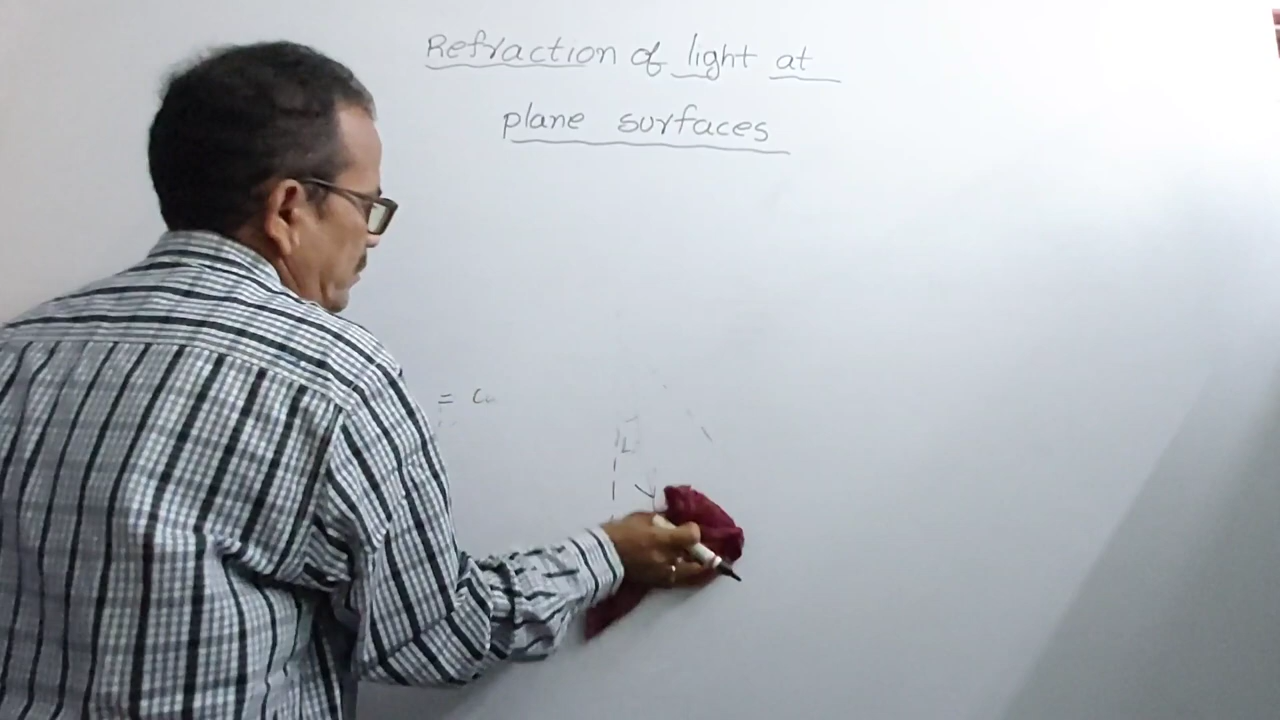 Refraction of light at
plane surfaces
=